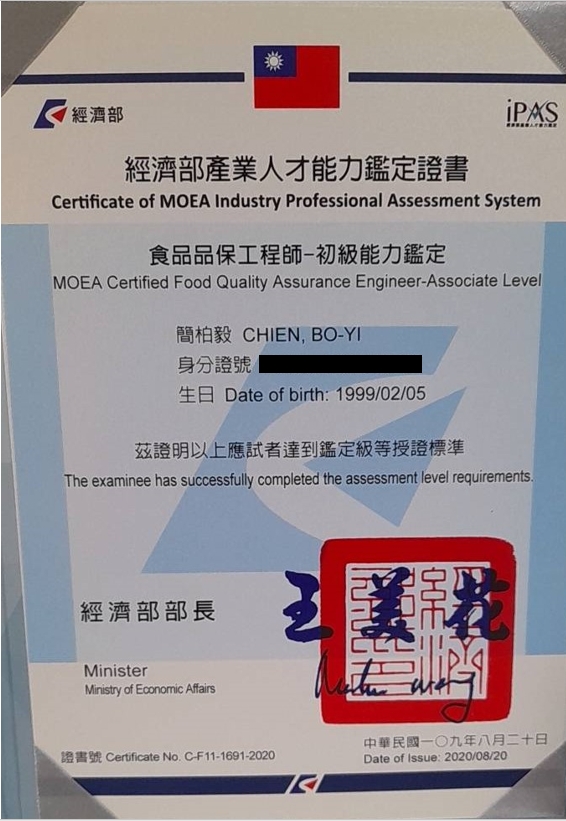 經濟部
iPAS
經濟部產業人才能力鑑定證書
Certificate of MOEA Industry Professional Assessment System
食品品保工程師-初級能力鑑定
MOEA Certified Food Quality Assurance Engineer-Associate Level
簡柏毅 CHIEN, BO-YI
身分證號
生日 Date of birth: 1999/02/05
茲證明以上應試者達到鑑定級等授證標準
The examinee has successfully completed the assessment level requirements.
經濟部部長 王美花
Minister
Ministry of Economic Affairs
中華民國一〇九年八月二十日
證書號 Certificate No. C-F11-1691-2020
Date of Issue: 2020/08/20